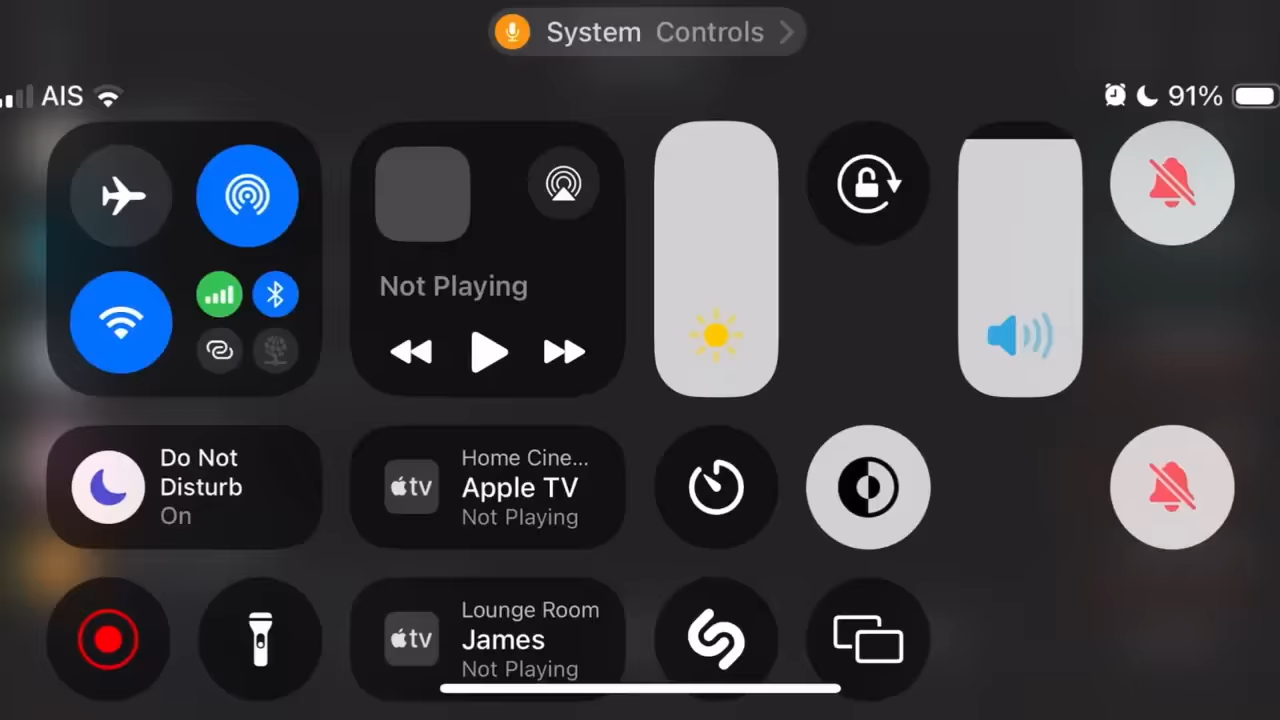 System Controls
AIS
91%
Not Playing
Do Not
Disturb
On
Home Cine...
tv
Apple TV
Not Playing
Lounge Room
tv
James
Not Playing